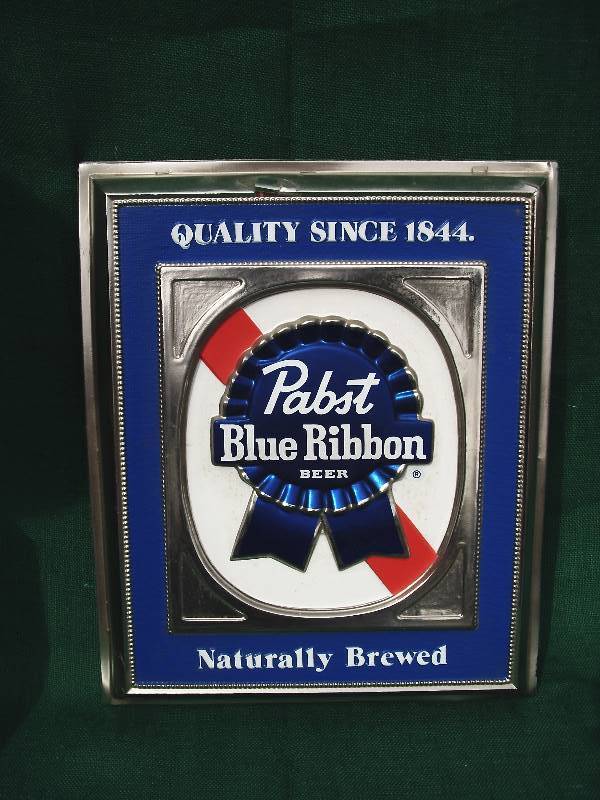 QUALITY SINCE 1844.
Pabst
Blue Ribbon
BEER ®
Naturally Brewed